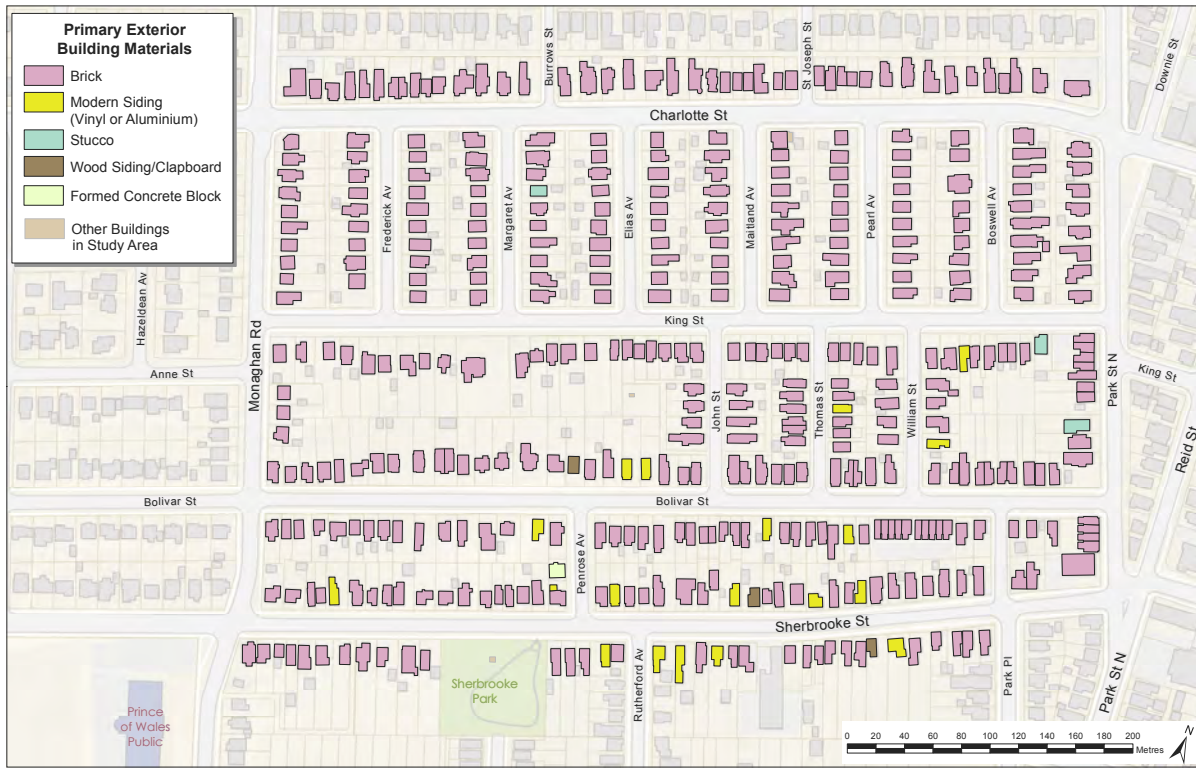 Primary Exterior
Building Materials
Brick
Modern Siding
(Vinyl or Aluminium)
Stucco
Wood Siding/Clapboard
Formed Concrete Block
Other Buildings
in Study Area
Burrows St
St Joseph St
Downie St
Charlotte St
Frederick Av
Margaret Av
Elias Av
Maitland Av
Pearl Av
Boswell Av
Hazeldean Av
Monaghan Rd
King St
Anne St
John St
Thomas St
William St
Park St N
King St
Reid St
Bolivar St
Bolivar St
Penrose Av
Sherbrooke St
Rutherford Av
Park Pl
Park St N
Sherbrooke
Park
Prince
of Wales
Public
0 20 40 60 80 100 120 140 160 180 200
Metres
N